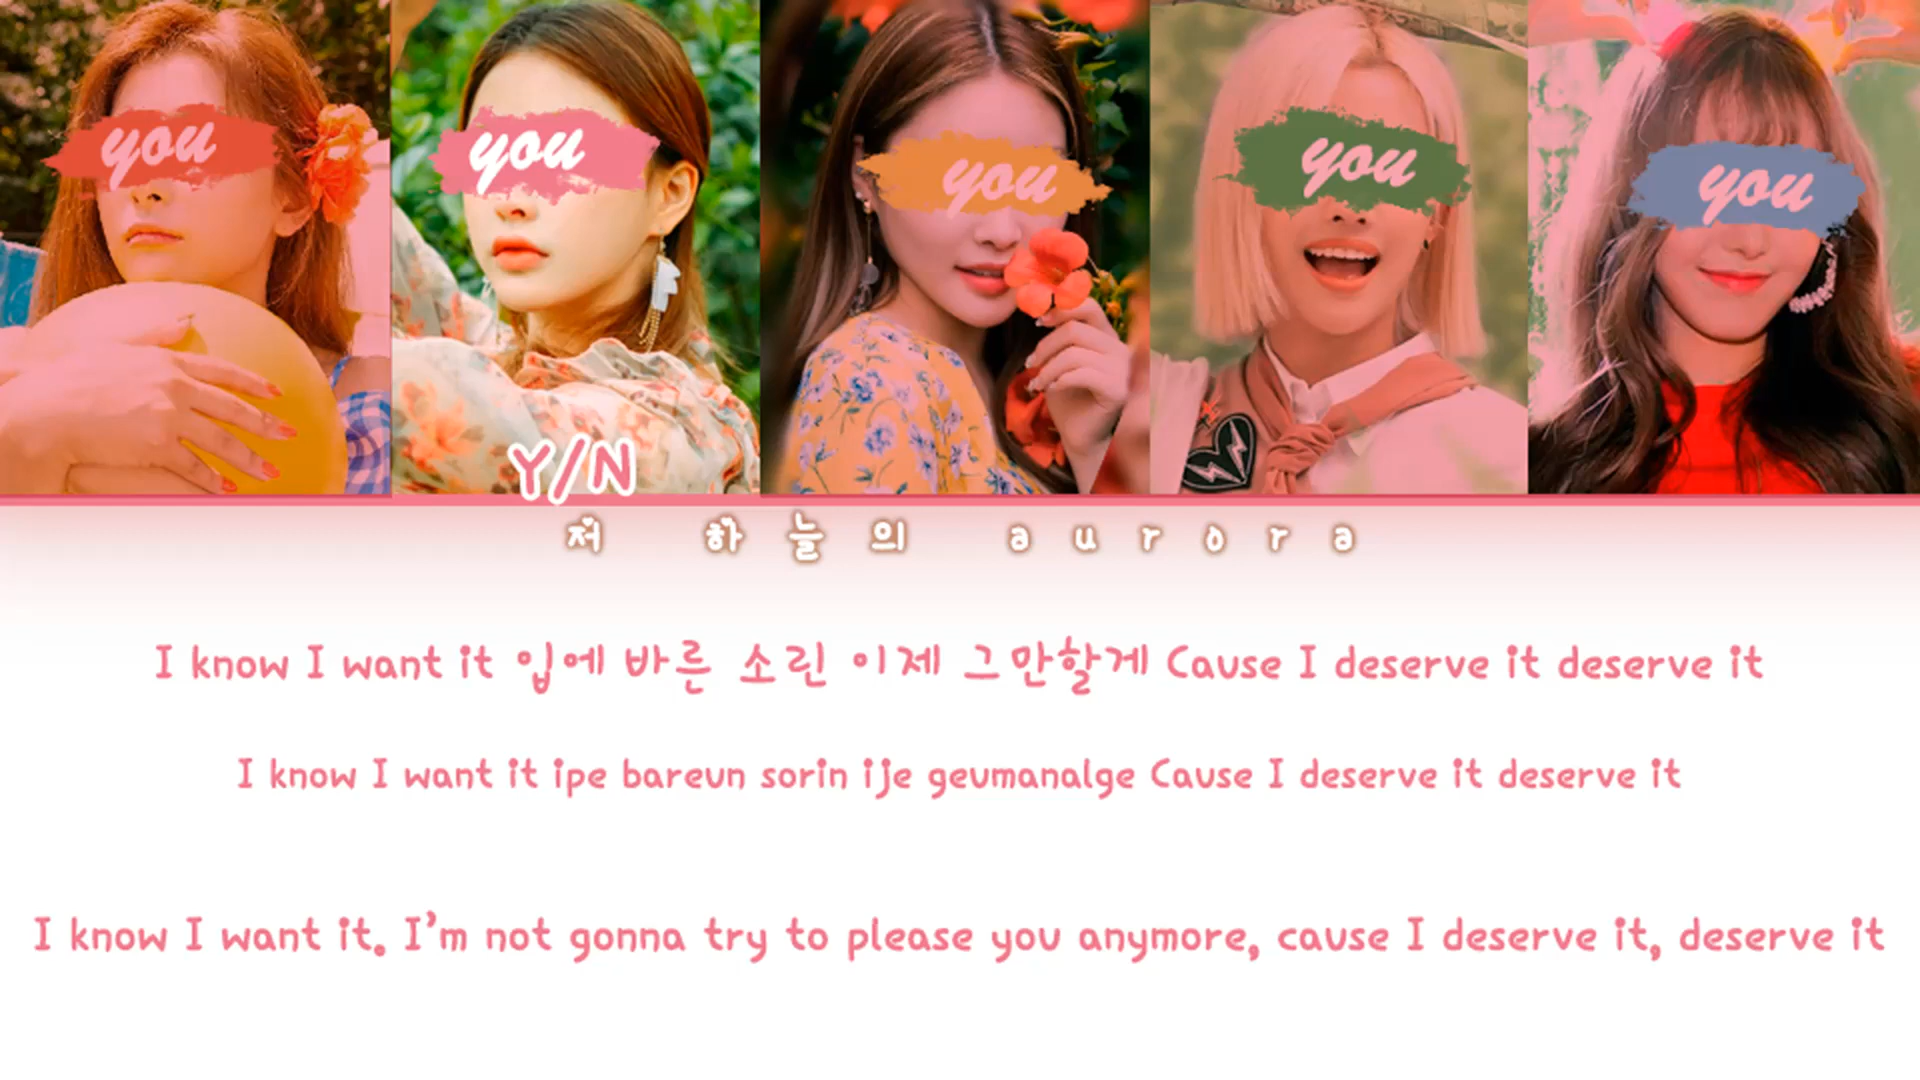 you you you you you
Y/N
저 하늘의 aurora
I know I want it 입에 바른 소린 이제 그만할게 Cause I deserve it deserve it
I know I want it ipe bareun sorin ije geumanalge Cause I deserve it deserve it
I know I want it. I'm not gonna try to please you anymore, cause I deserve it, deserve it